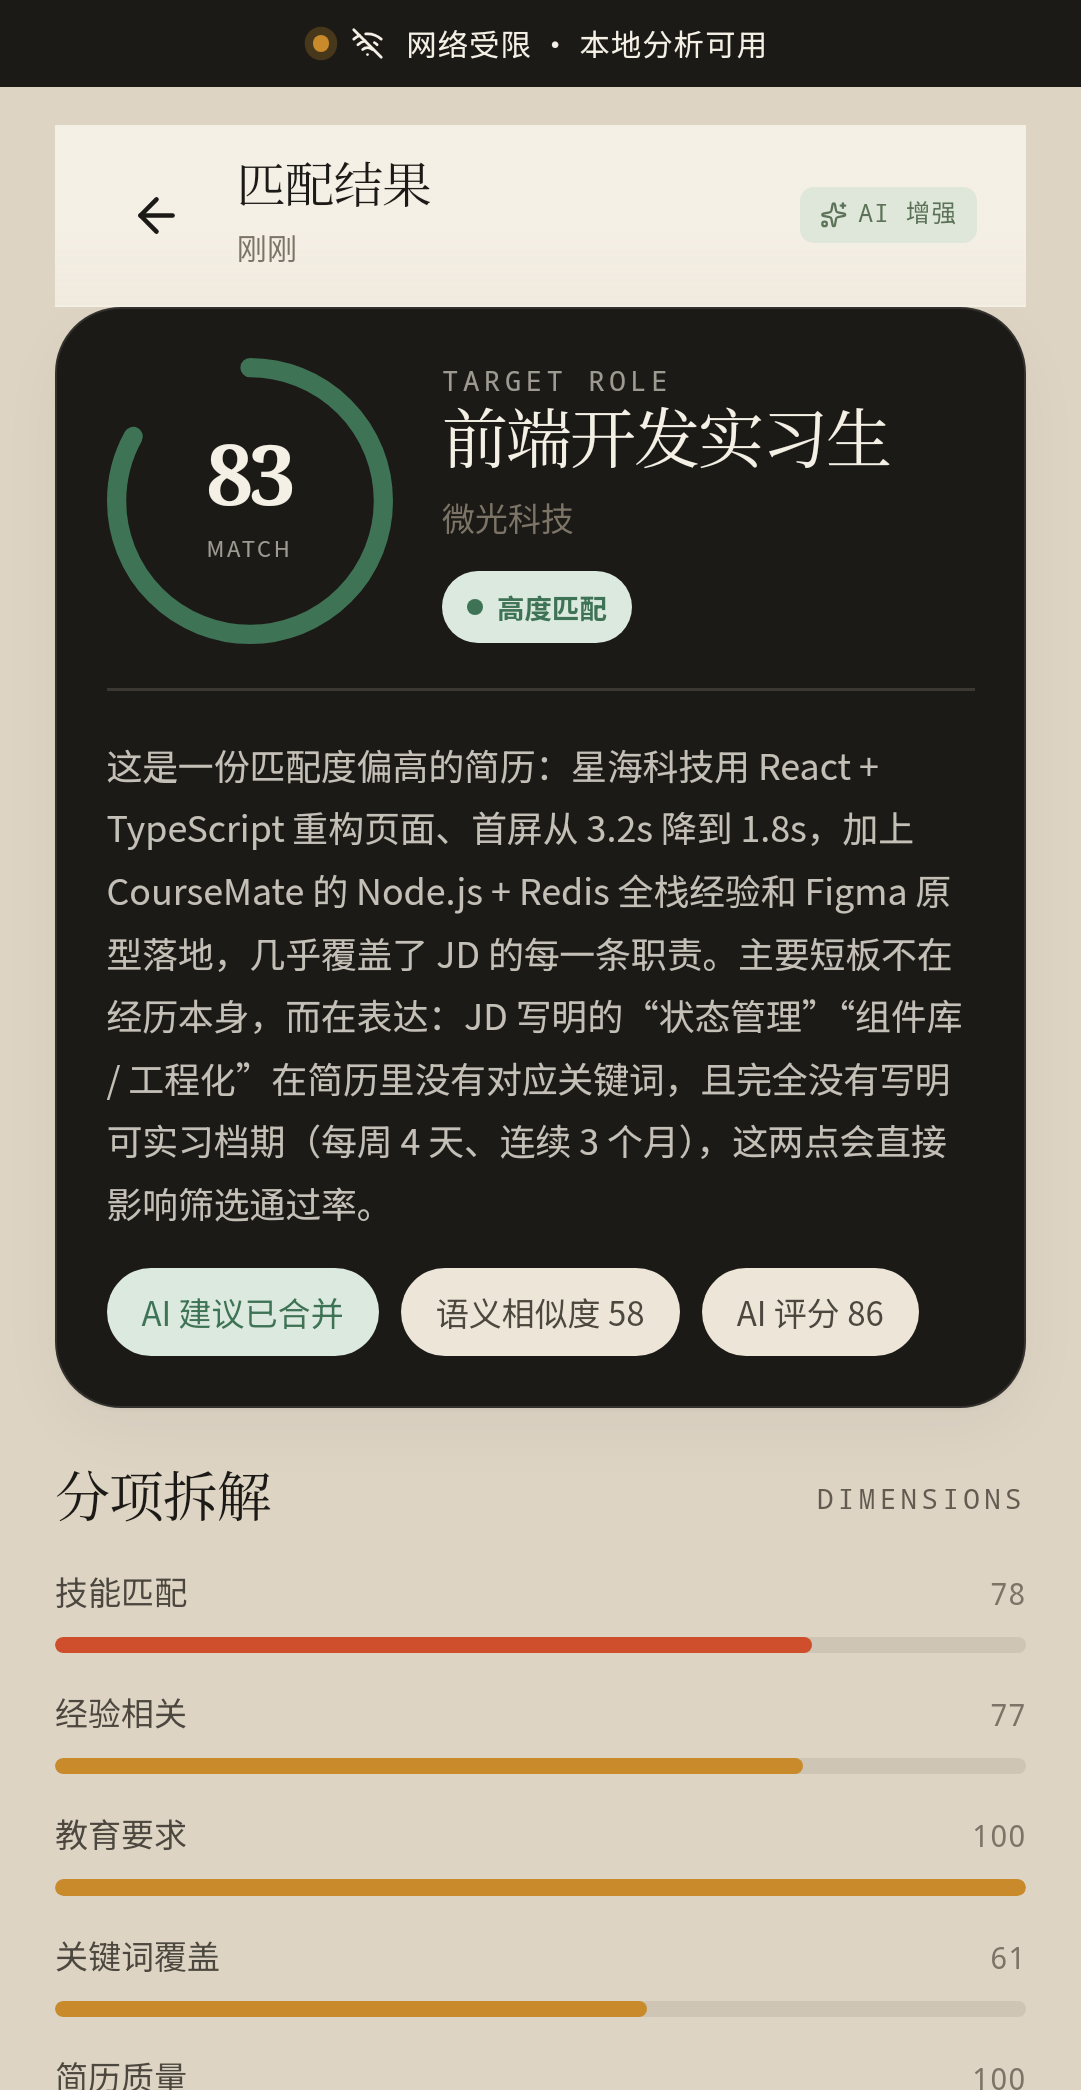 网络受限 · 本地分析可用
匹配结果
刚刚
AI 增强
83
MATCH
TARGET ROLE
前端开发实习生
微光科技
高度匹配
这是一份匹配度偏高的简历：星海科技用 React +
TypeScript 重构页面、首屏从 3.2s 降到 1.8s，加上
CourseMate 的 Node.js + Redis 全栈经验和 Figma 原
型落地，几乎覆盖了 JD 的每一条职责。主要短板不在
经历本身，而在表达：JD 写明的“状态管理”“组件库
/ 工程化”在简历里没有对应关键词，且完全没有写明
可实习档期（每周 4 天、连续 3 个月），这两点会直接
影响筛选通过率。
AI 建议已合并
语义相似度 58
AI 评分 86
分项拆解
DIMENSIONS
技能匹配 78
经验相关 77
教育要求 100
关键词覆盖 61
简历质量 100